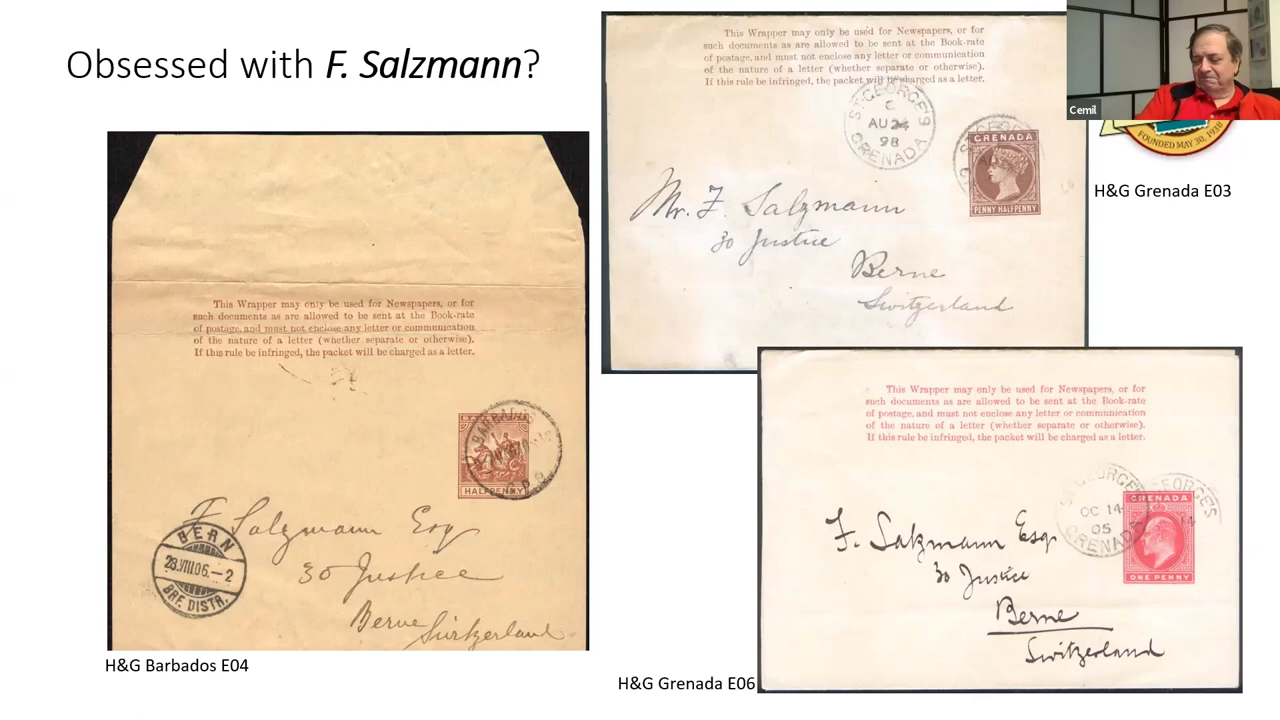 Obsessed with F. Salzmann?
This Wrapper may only be used for Newspapers, or for
such documents as are allowed to be sent at the Book-rate
of postage, and must not enclose any letter or communication
of the nature of a letter (whether separate or otherwise).
If this rule be infringed, the packet will be charged as a letter.
BARBADOS
HALFPENNY
F. Salzmann Esq
30 Justice
Berne
Switzerland
BERN
28.VIII.06.-2
BRF. DISTR.
H&G Barbados E04
This Wrapper may only be used for Newspapers, or for
such documents as are allowed to be sent at the Book-rate
of postage, and must not enclose any letter or communication
of the nature of a letter (whether separate or otherwise).
If this rule be infringed, the packet will be charged as a letter.
ST. GEORGE'S
C
AU 24
98
GRENADA
GRENADA
PENNY HALFPENNY
Mr. F. Salzmann
30 Justice
Berne
Switzerland
Cemil
FOUNDED MAY 30, 1938
H&G Grenada E03
This Wrapper may only be used for Newspapers, or for
such documents as are allowed to be sent at the Book-rate
of postage, and must not enclose any letter or communication
of the nature of a letter (whether separate or otherwise).
If this rule be infringed, the packet will be charged as a letter.
ST. GEORGE'S
OC 14
05
GRENADA
GRENADA
ONE PENNY
F. Salzmann Esq
30 Justice
Berne
Switzerland
H&G Grenada E06